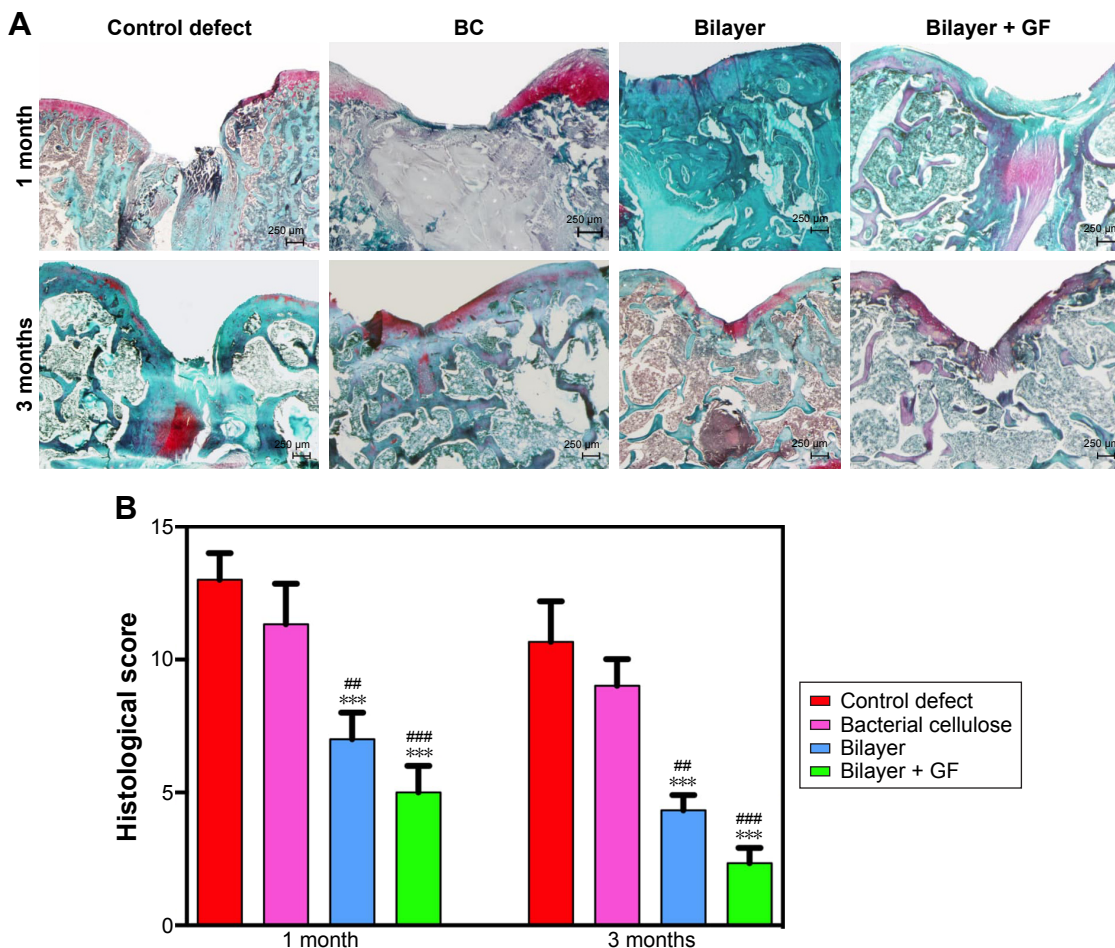 A
Control defect
BC
Bilayer
Bilayer + GF
1 month
250 µm
250 µm
250 µm
250 µm
3 months
250 µm
250 µm
250 µm
250 µm
B
Histological score
15
10
5
0
##
***
###
***
##
***
###
***
1 month
3 months
Control defect
Bacterial cellulose
Bilayer
Bilayer + GF